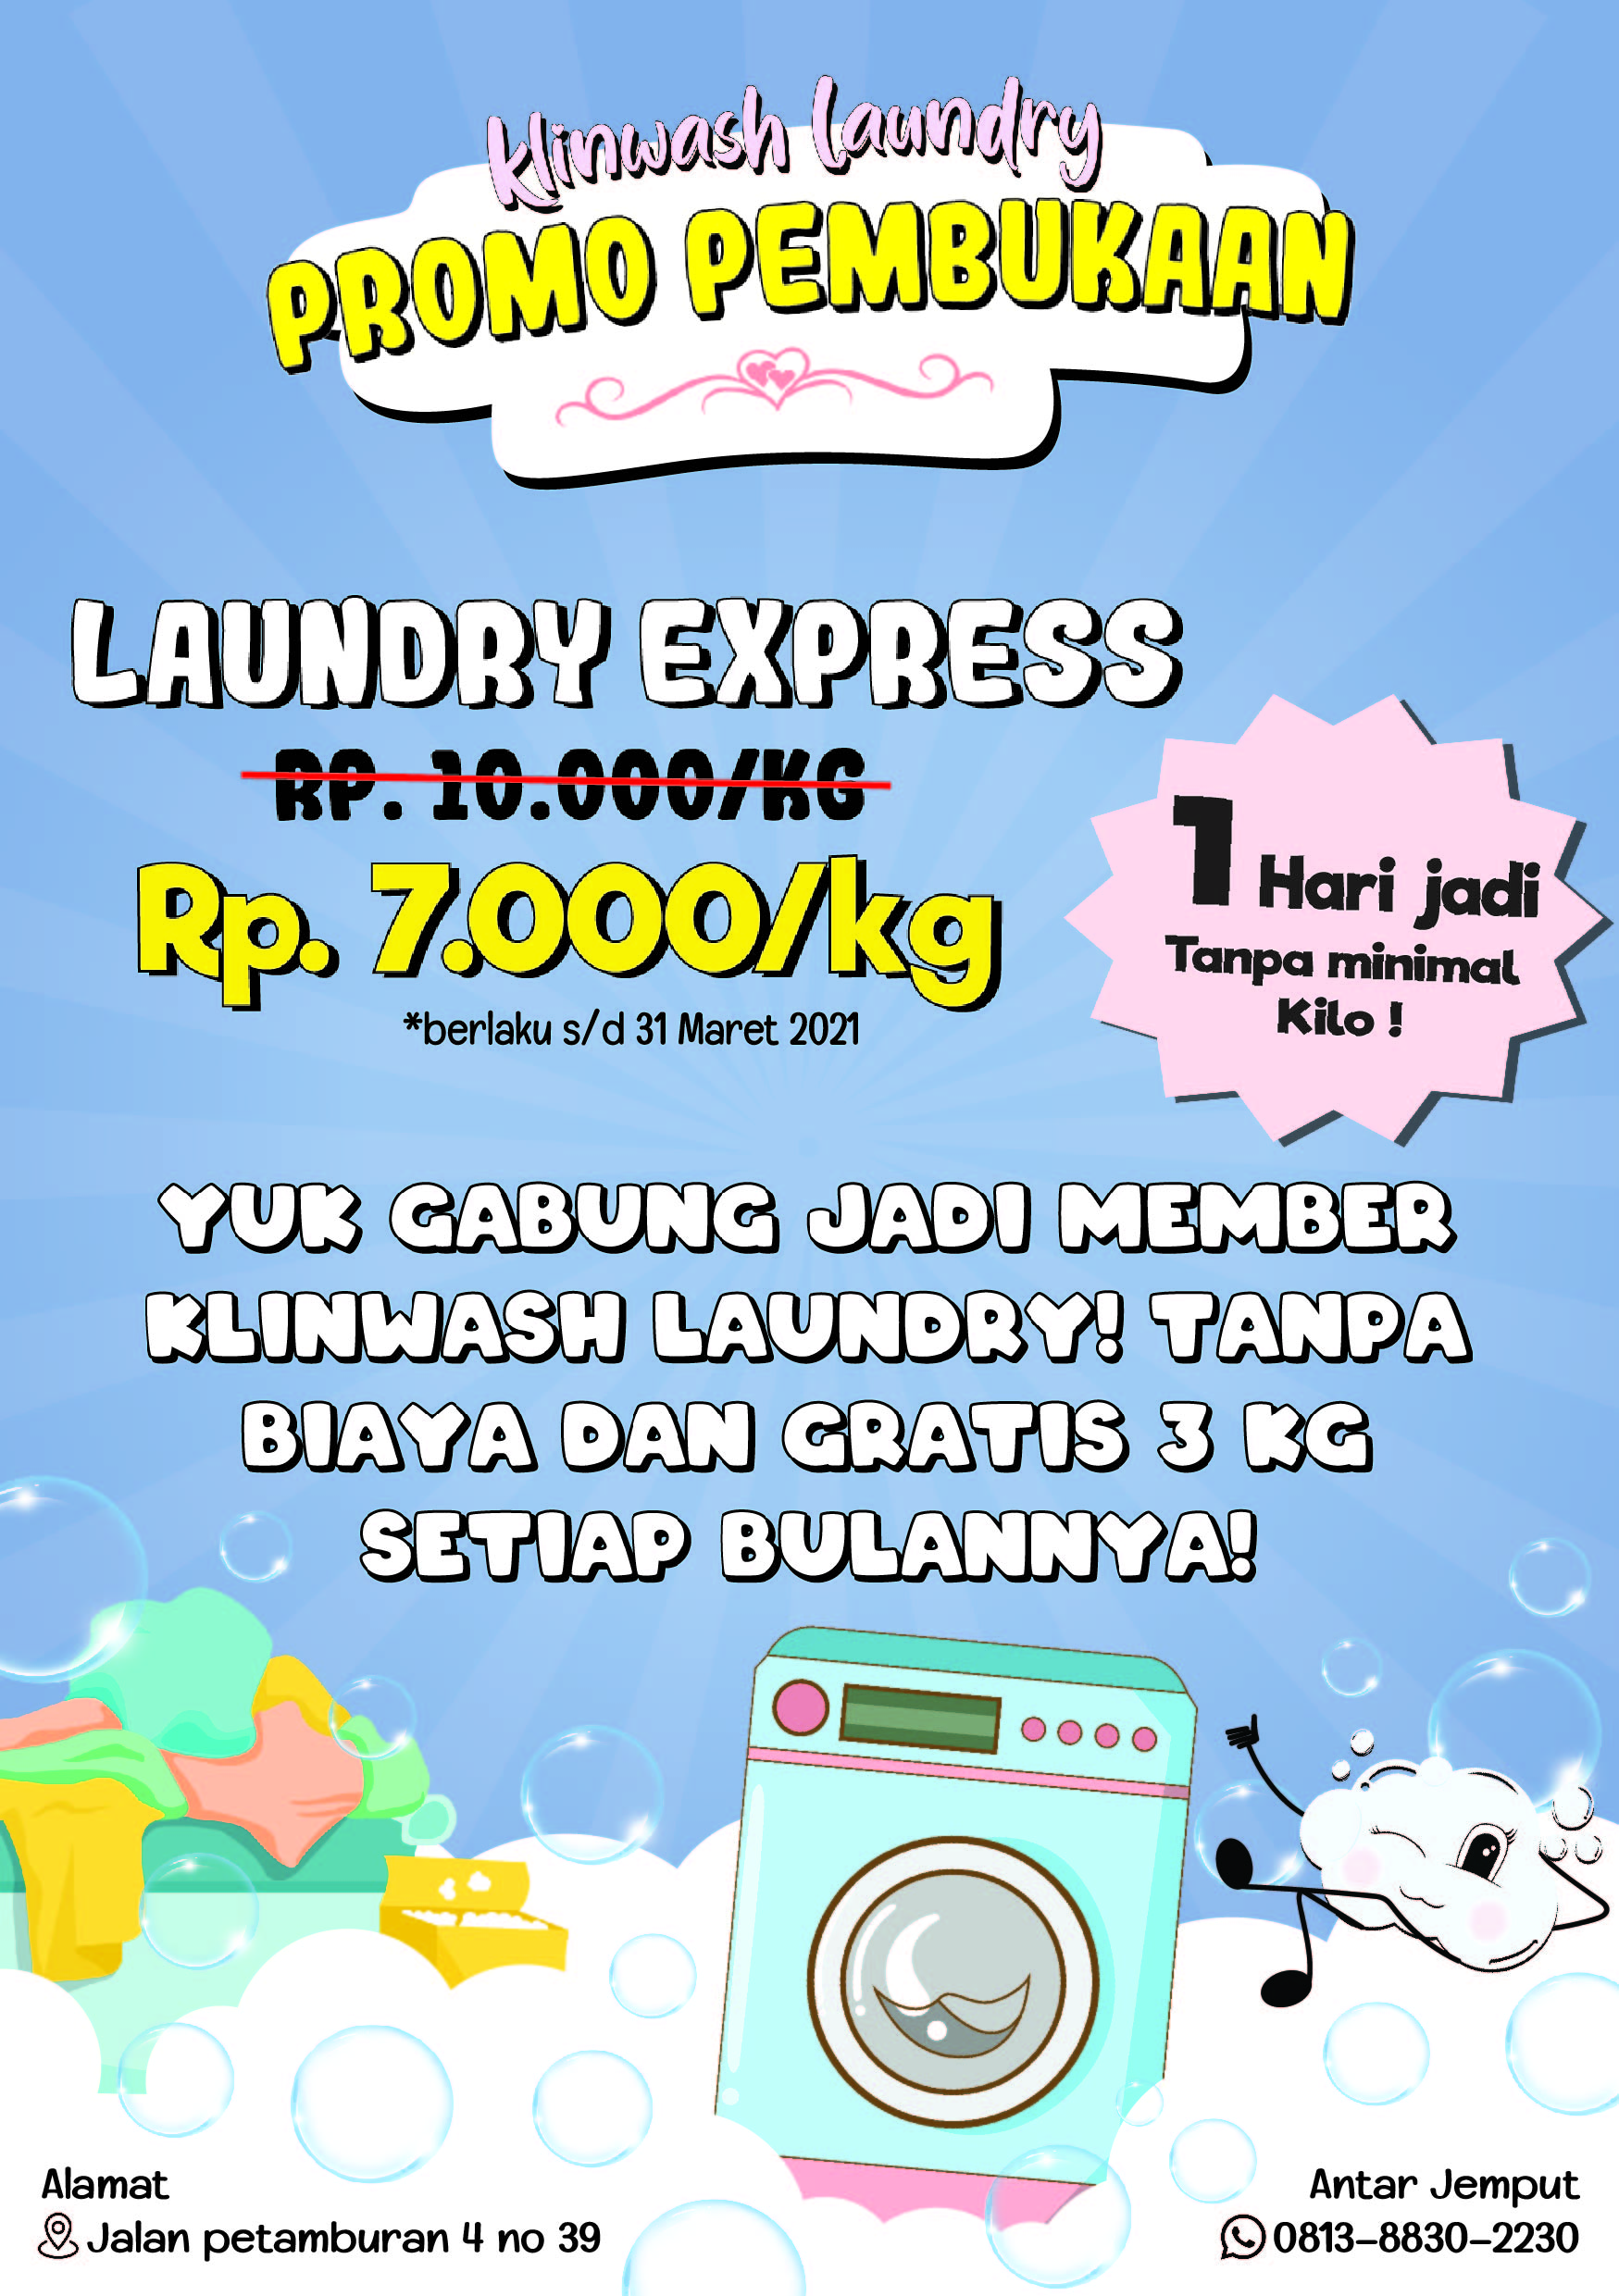 klinwash laundry
PROMO PEMBUKAAN
LAUNDRY EXPRESS
RP. 10.000/KG
Rp. 7.000/kg
*berlaku s/d 31 Maret 2021
1 Hari jadi
Tanpa minimal
Kilo !
YUK GABUNG JADI MEMBER
KLINWASH LAUNDRY! TANPA
BIAYA DAN GRATIS 3 KG
SETIAP BULANNYA!
Alamat
Jalan petamburan 4 no 39
Antar Jemput
0813-8830-2230